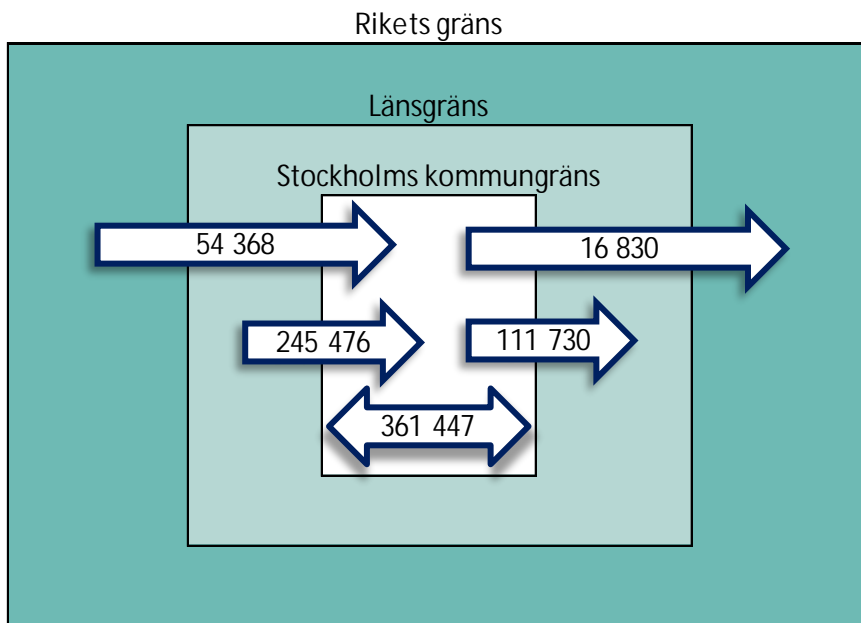 Rikets gräns
Länsgräns
Stockholms kommungräns
54 368
16 830
245 476
111 730
361 447